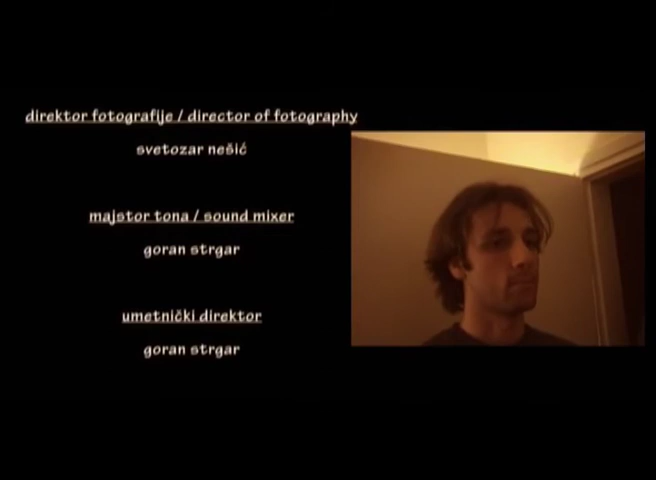 direktor fotografije / director of fotography
svetozar nešić
majstor tona / sound mixer
goran strgar
umetnički direktor
goran strgar